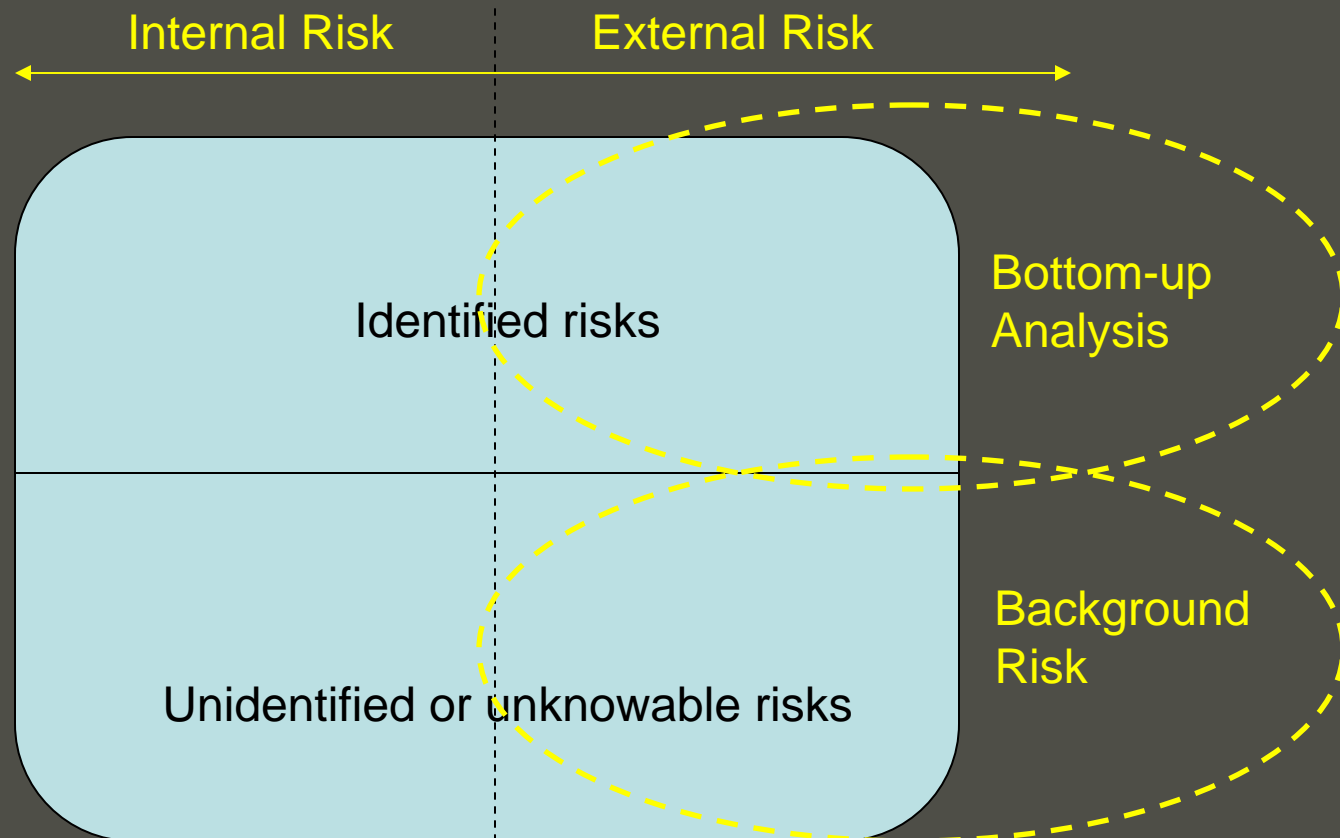 Internal Risk
External Risk
Identified risks
Bottom-up
Analysis
Unidentified or unknowable risks
Background
Risk